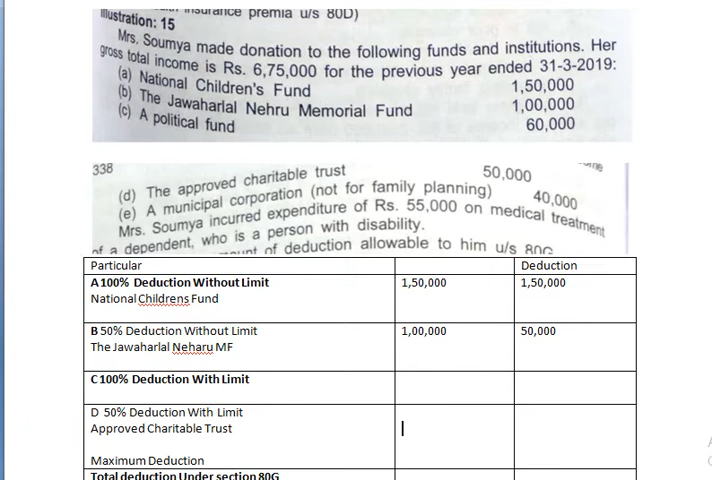 insurance premia u/s 80D)
Illustration: 15
Mrs. Soumya made donation to the following funds and institutions. Her
gross total income is Rs. 6,75,000 for the previous year ended 31-3-2019:
(a) National Children's Fund 1,50,000
(b) The Jawaharlal Nehru Memorial Fund 1,00,000
(c) A political fund 60,000
338
(d) The approved charitable trust 50,000
(e) A municipal corporation (not for family planning) 40,000
Mrs. Soumya incurred expenditure of Rs. 55,000 on medical treatment
of a dependent, who is a person with disability.
of deduction allowable to him u/s 80G
Particular Deduction
A 100% Deduction Without Limit 1,50,000 1,50,000
National Childrens Fund
B 50% Deduction Without Limit 1,00,000 50,000
The Jawaharlal Neharu MF
C 100% Deduction With Limit
D 50% Deduction With Limit
Approved Charitable Trust
Maximum Deduction
Total deduction Under section 80G